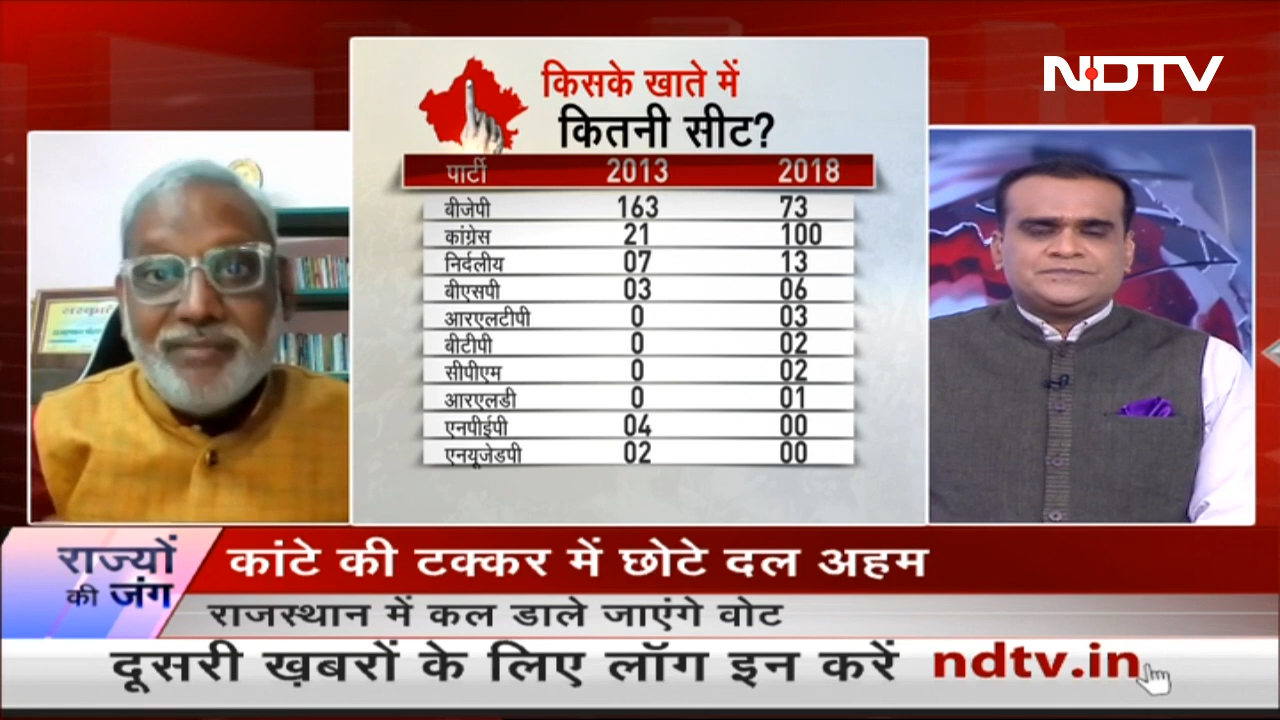 NDTV
किसके खाते में
कितनी सीट?
पार्टी 2013 2018
बीजेपी 163 73
कांग्रेस 21 100
निर्दलीय 07 13
बीएसपी 03 06
आरएलटीपी 0 03
बीटीपी 0 02
सीपीएम 0 02
आरएलडी 0 01
एनपीईपी 04 00
एनयूजेडपी 02 00
राज्यों
की जंग
कांटे की टक्कर में छोटे दल अहम
राजस्थान में कल डाले जाएंगे वोट
दूसरी ख़बरों के लिए लॉग इन करें ndtv.in